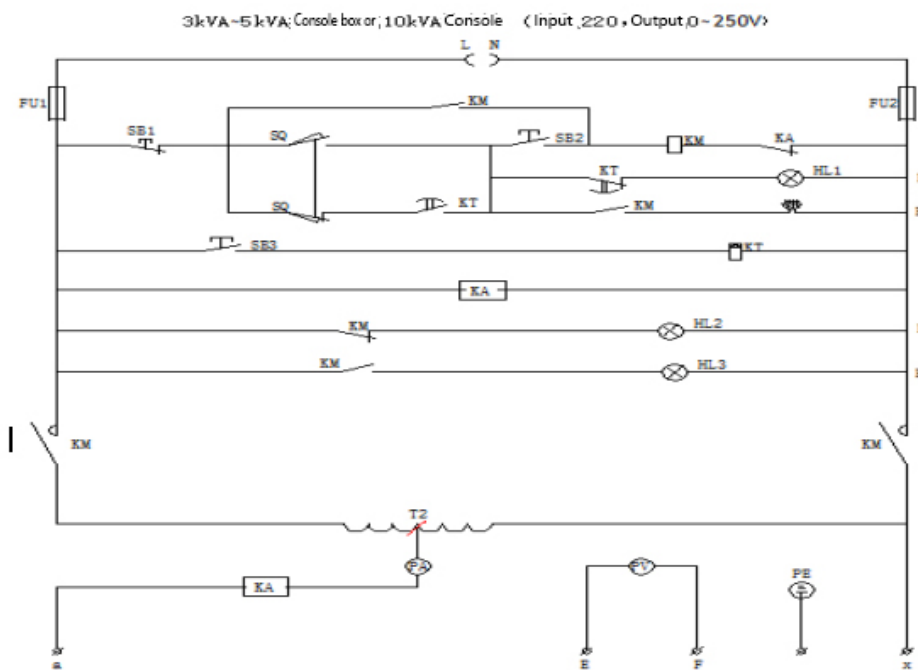 3kVA~5kVA; Console box or ; 10kVA Console (Input 220 , Output 0~250V)
L N
FU1 FU2
KM
SB1 SQ SB2 KM KA
KT HL1
SQ KT KM
SB3 KT
KA
KM HL2
KM HL3
KM KM
T2
PA PV PE
KA
a E F x